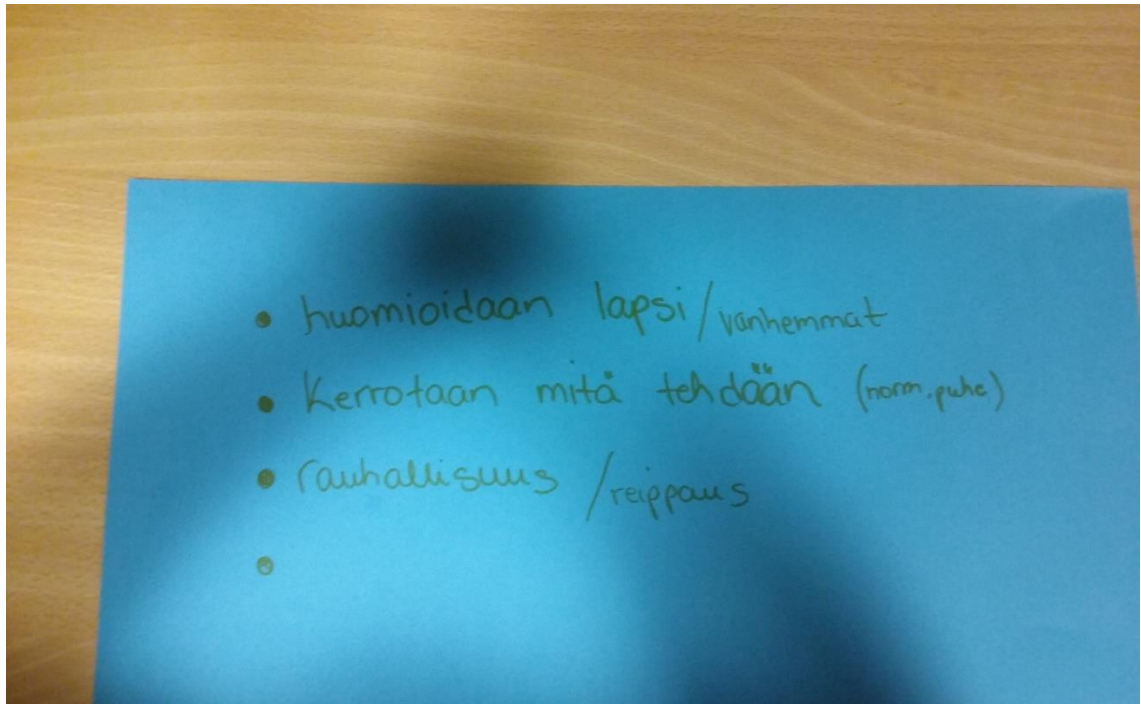 • huomioidaan lapsi/vanhemmat
• Kerrotaan mitä tehdään (norm.puhe)
• rauhallisuus /reippaus
•